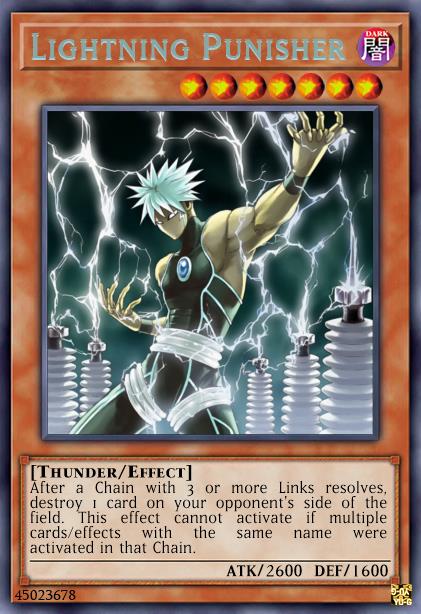 LIGHTNING PUNISHER
DARK
闇
[THUNDER/EFFECT]
After a Chain with 3 or more Links resolves,
destroy 1 card on your opponent's side of the
field. This effect cannot activate if multiple
cards/effects with the same name were
activated in that Chain.
ATK/2600 DEF/1600
45023678